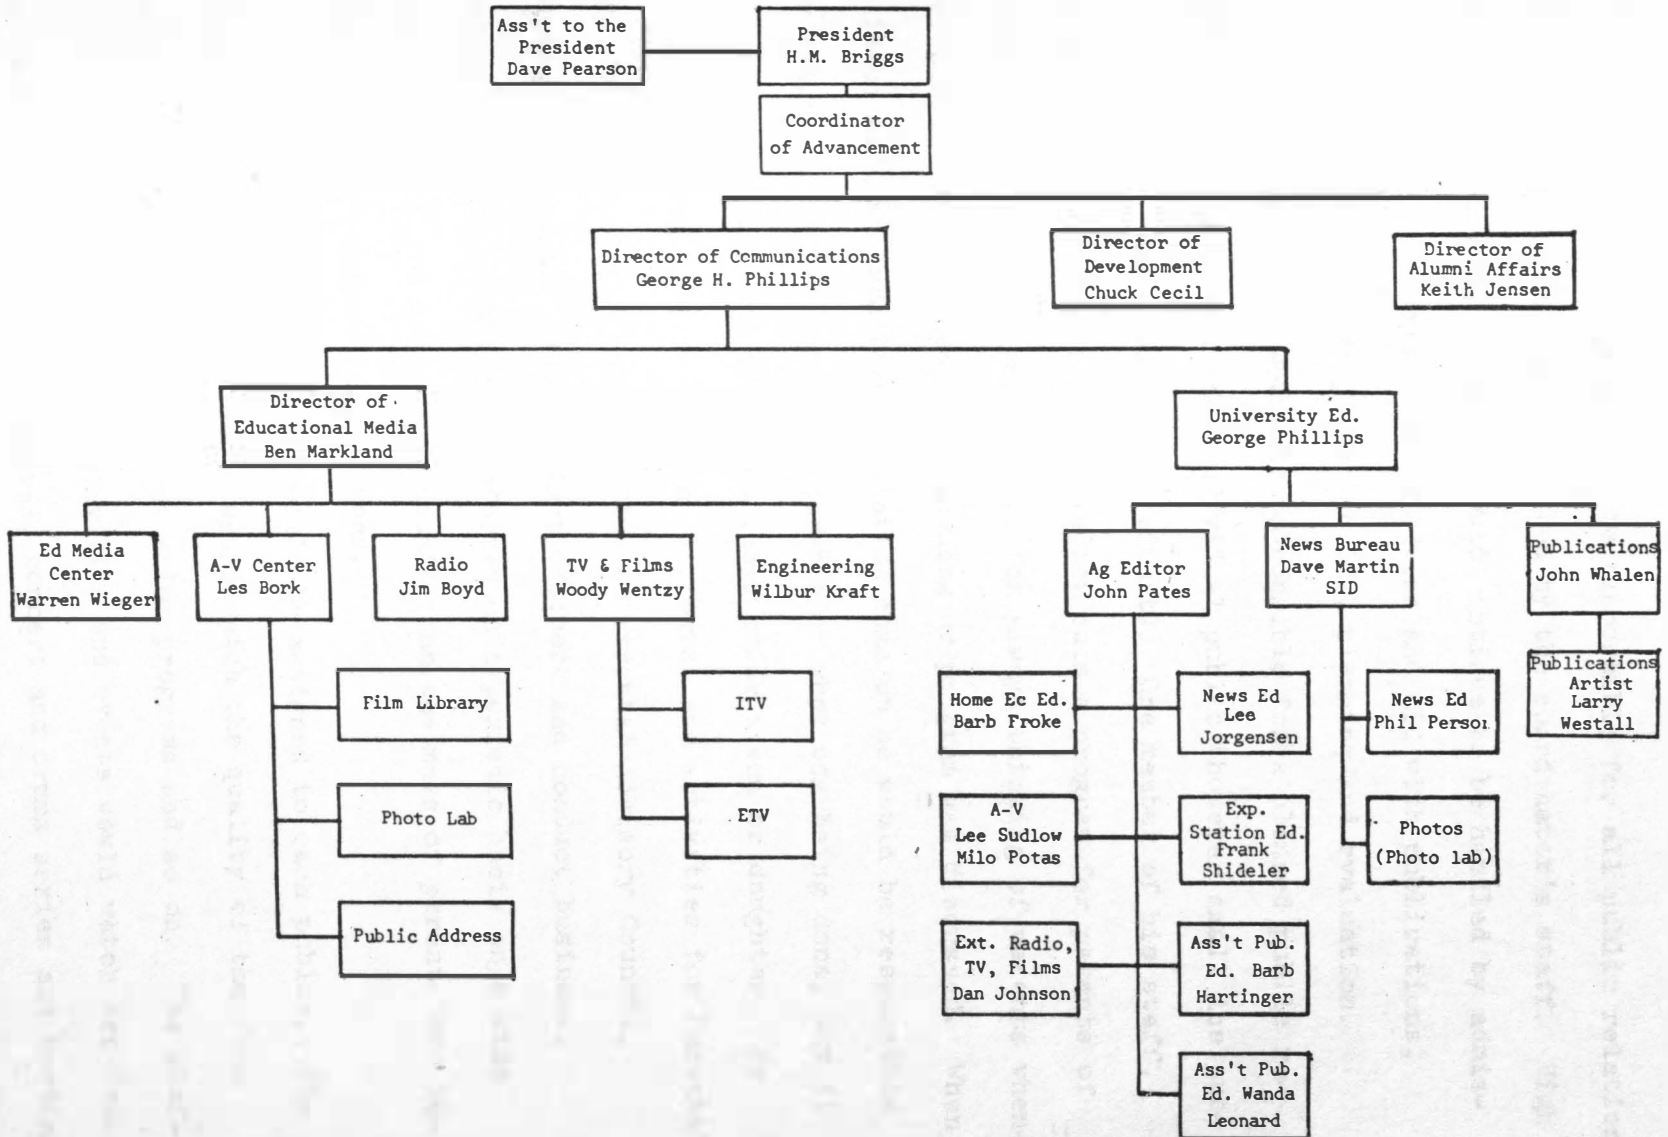 Ass't to the
President
Dave Pearson
President
H.M. Briggs
Coordinator
of Advancement
Director of Communications
George H. Phillips
Director of
Development
Chuck Cecil
Director of
Alumni Affairs
Keith Jensen
Director of
Educational Media
Ben Markland
University Ed.
George Phillips
Ed Media
Center
Warren Wieger
A-V Center
Les Bork
Radio
Jim Boyd
TV & Films
Woody Wentzy
Engineering
Wilbur Kraft
Ag Editor
John Pates
News Bureau
Dave Martin
SID
Publications
John Whalen
Film Library
Photo Lab
Public Address
ITV
ETV
Home Ec Ed.
Barb Froke
News Ed
Lee
Jorgensen
A-V
Lee Sudlow
Milo Potas
Exp.
Station Ed.
Frank
Shideler
Ext. Radio,
TV, Films
Dan Johnson
Ass't Pub.
Ed. Barb
Hartinger
Ass't Pub.
Ed. Wanda
Leonard
News Ed
Phil Person
Photos
(Photo lab)
Publications
Artist
Larry
Westall